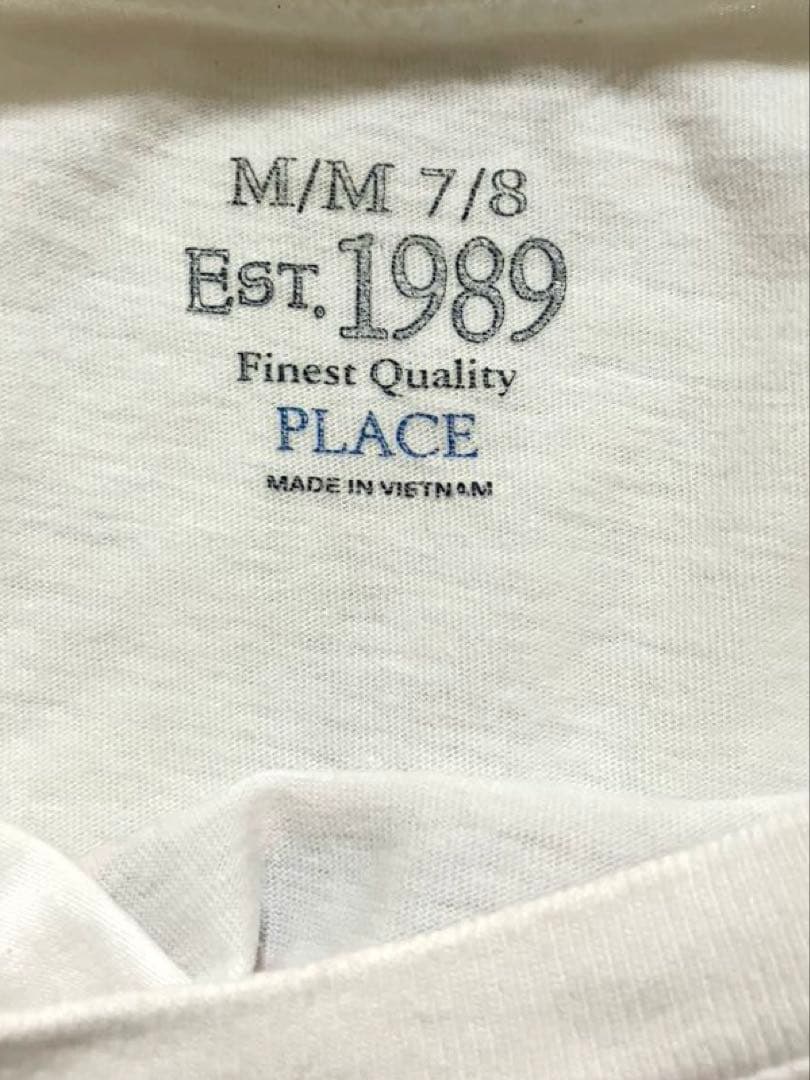 M/M 7/8
EST. 1989
Finest Quality
PLACE
MADE IN VIETNAM